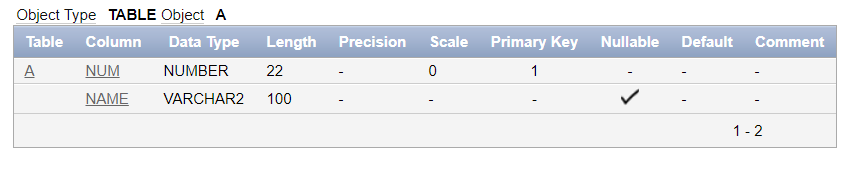 Object Type TABLE Object A
Table Column Data Type Length Precision Scale Primary Key Nullable Default Comment
A NUM NUMBER 22 - 0 1 - - -
NAME VARCHAR2 100 - - - ✓ - -
1 - 2